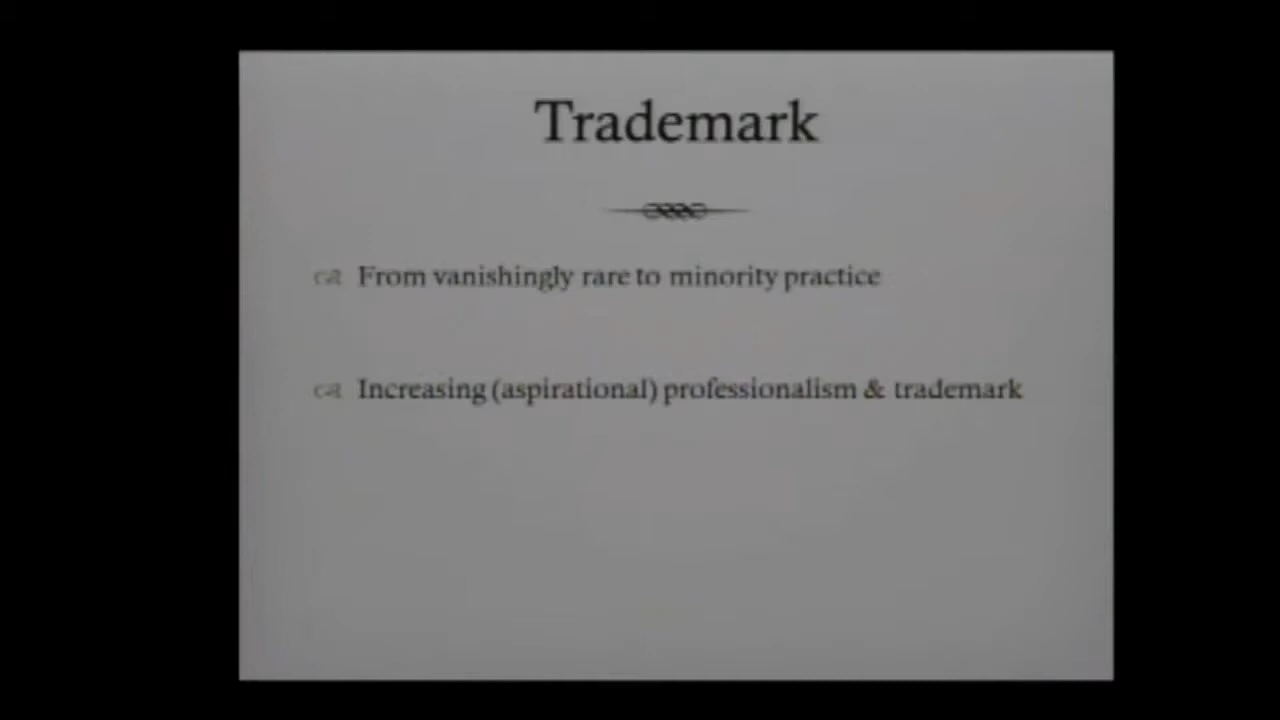 Trademark
From vanishingly rare to minority practice
Increasing (aspirational) professionalism & trademark